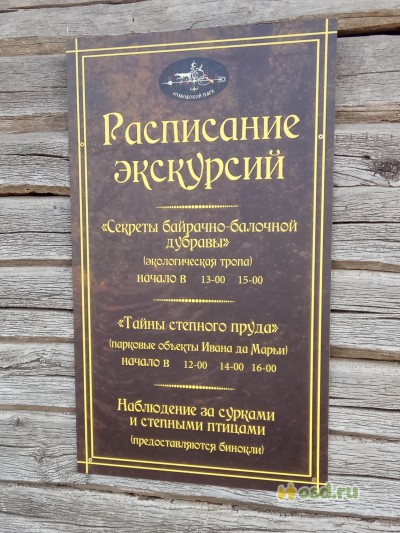 Расписание
экскурсий
«Секреты байрачно-балочной
дубравы»
(экологическая тропа)
начало в 13-00 15-00
«Тайны степного пруда»
(парковые объекты Ивана да Марьи)
начало в 12-00 14-00 16-00
Наблюдение за сурками
и степными птицами
(предоставляются бинокли)
osd.ru